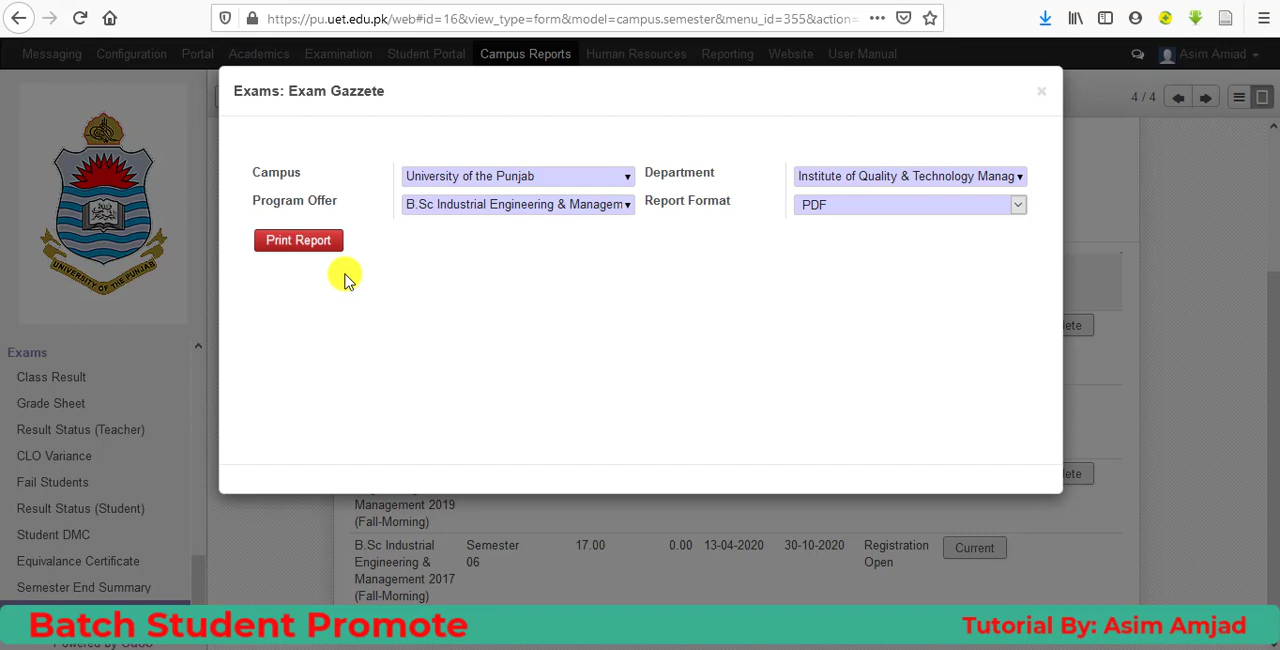 https://pu.uet.edu.pk/web#id=16&view_type=form&model=campus.semester&menu_id=355&action=
Messaging Configuration Portal Academics Examination Student Portal Campus Reports Human Resources Reporting Website User Manual Asim Amjad
Exams: Exam Gazzete ×
4 / 4
Campus University of the Punjab Department Institute of Quality & Technology Manag
Program Offer B.Sc Industrial Engineering & Managem Report Format PDF
Print Report
UNIVERSITY OF THE PUNJAB
Exams
Class Result
Grade Sheet
Result Status (Teacher)
CLO Variance
Fail Students
Result Status (Student)
Student DMC
Equivalance Certificate
Semester End Summary
lete
lete
Management 2019
(Fall-Morning)
B.Sc Industrial Semester 17.00 0.00 13-04-2020 30-10-2020 Registration Current
Engineering & 06 Open
Management 2017
(Fall-Morning)
Batch Student Promote Tutorial By: Asim Amjad